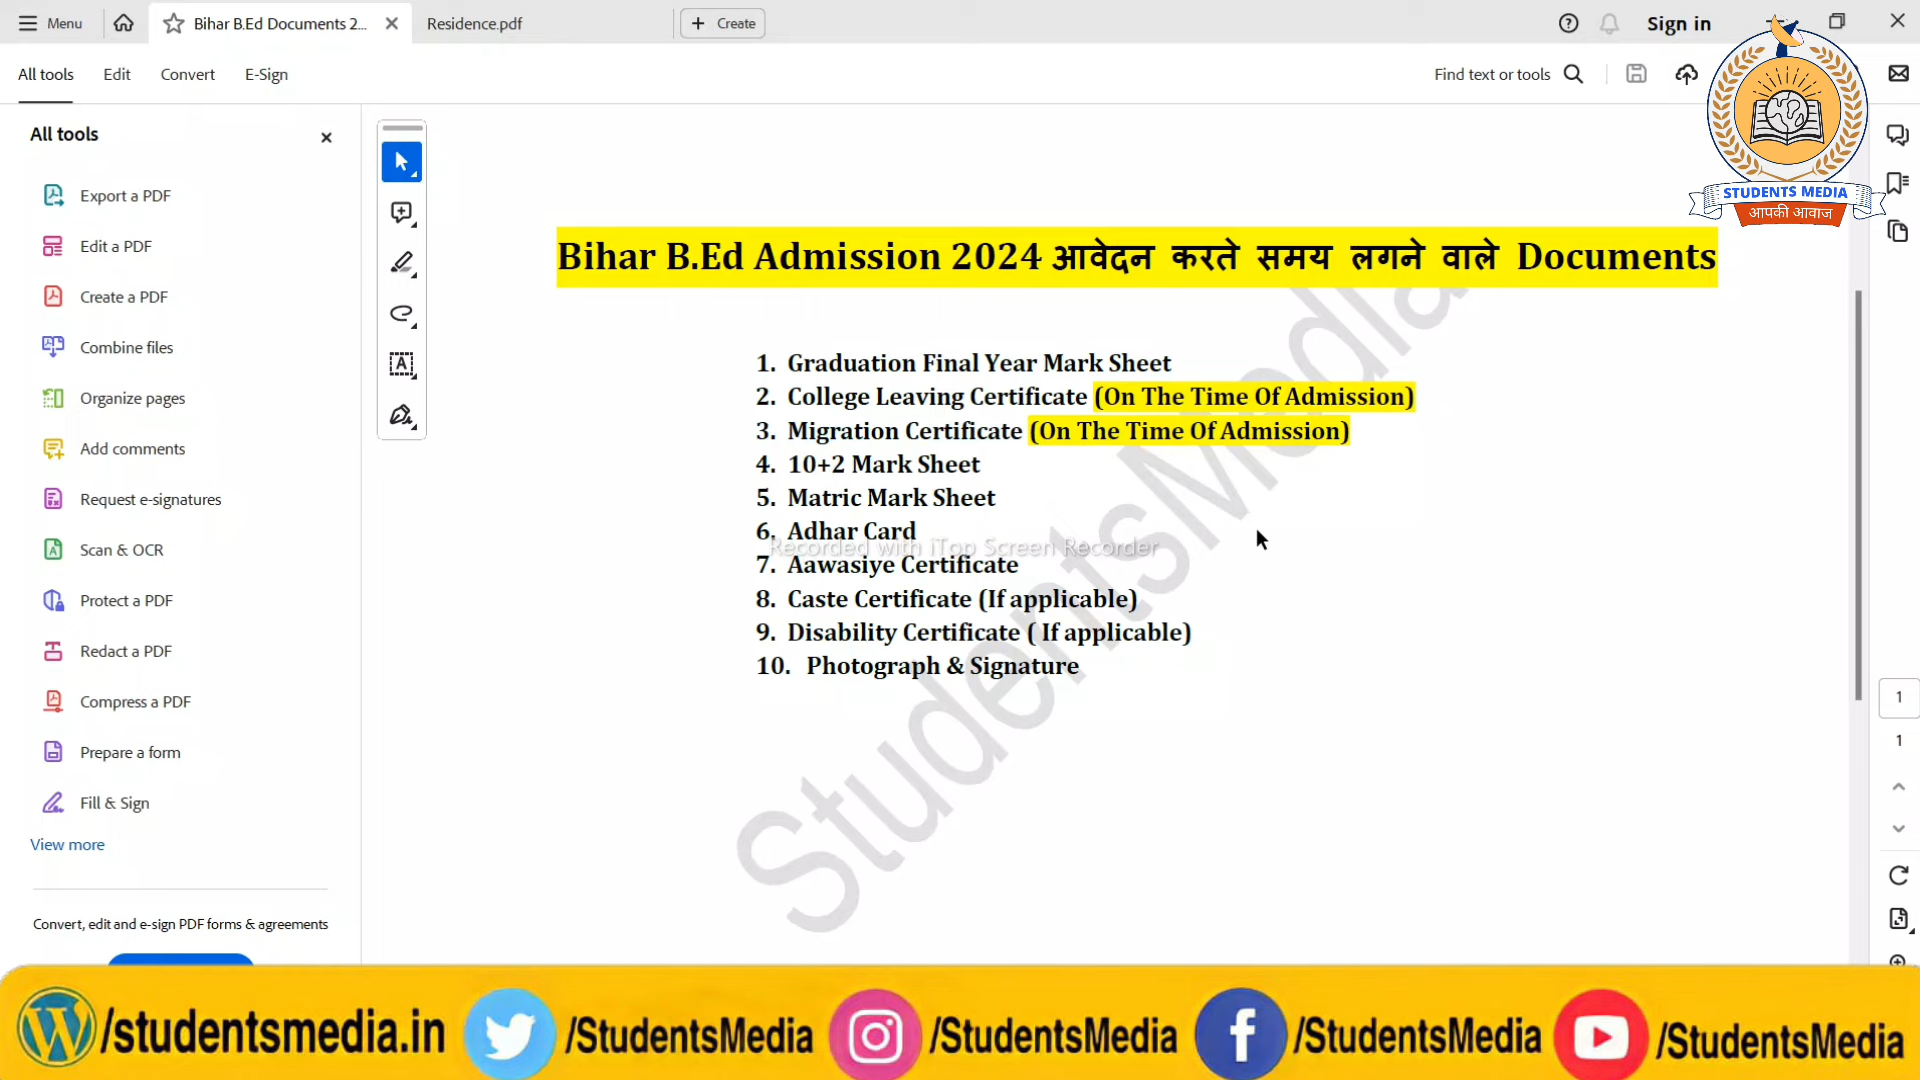 Menu
Bihar B.Ed Documents 2...
Residence.pdf
Create
Sign in
All tools
Edit
Convert
E-Sign
Find text or tools
STUDENTS MEDIA
आपकी आवाज
All tools
Export a PDF
Edit a PDF
Create a PDF
Combine files
Organize pages
Add comments
Request e-signatures
Scan & OCR
Protect a PDF
Redact a PDF
Compress a PDF
Prepare a form
Fill & Sign
View more
Convert, edit and e-sign PDF forms & agreements
Bihar B.Ed Admission 2024 आवेदन करते समय लगने वाले Documents
1. Graduation Final Year Mark Sheet
2. College Leaving Certificate (On The Time Of Admission)
3. Migration Certificate (On The Time Of Admission)
4. 10+2 Mark Sheet
5. Matric Mark Sheet
6. Adhar Card
Recorded with iTop Screen Recorder
7. Aawasiye Certificate
8. Caste Certificate (If applicable)
9. Disability Certificate ( If applicable)
10. Photograph & Signature
StudentsMedia
1
1
/studentsmedia.in
/StudentsMedia
/StudentsMedia
/StudentsMedia
/StudentsMedia